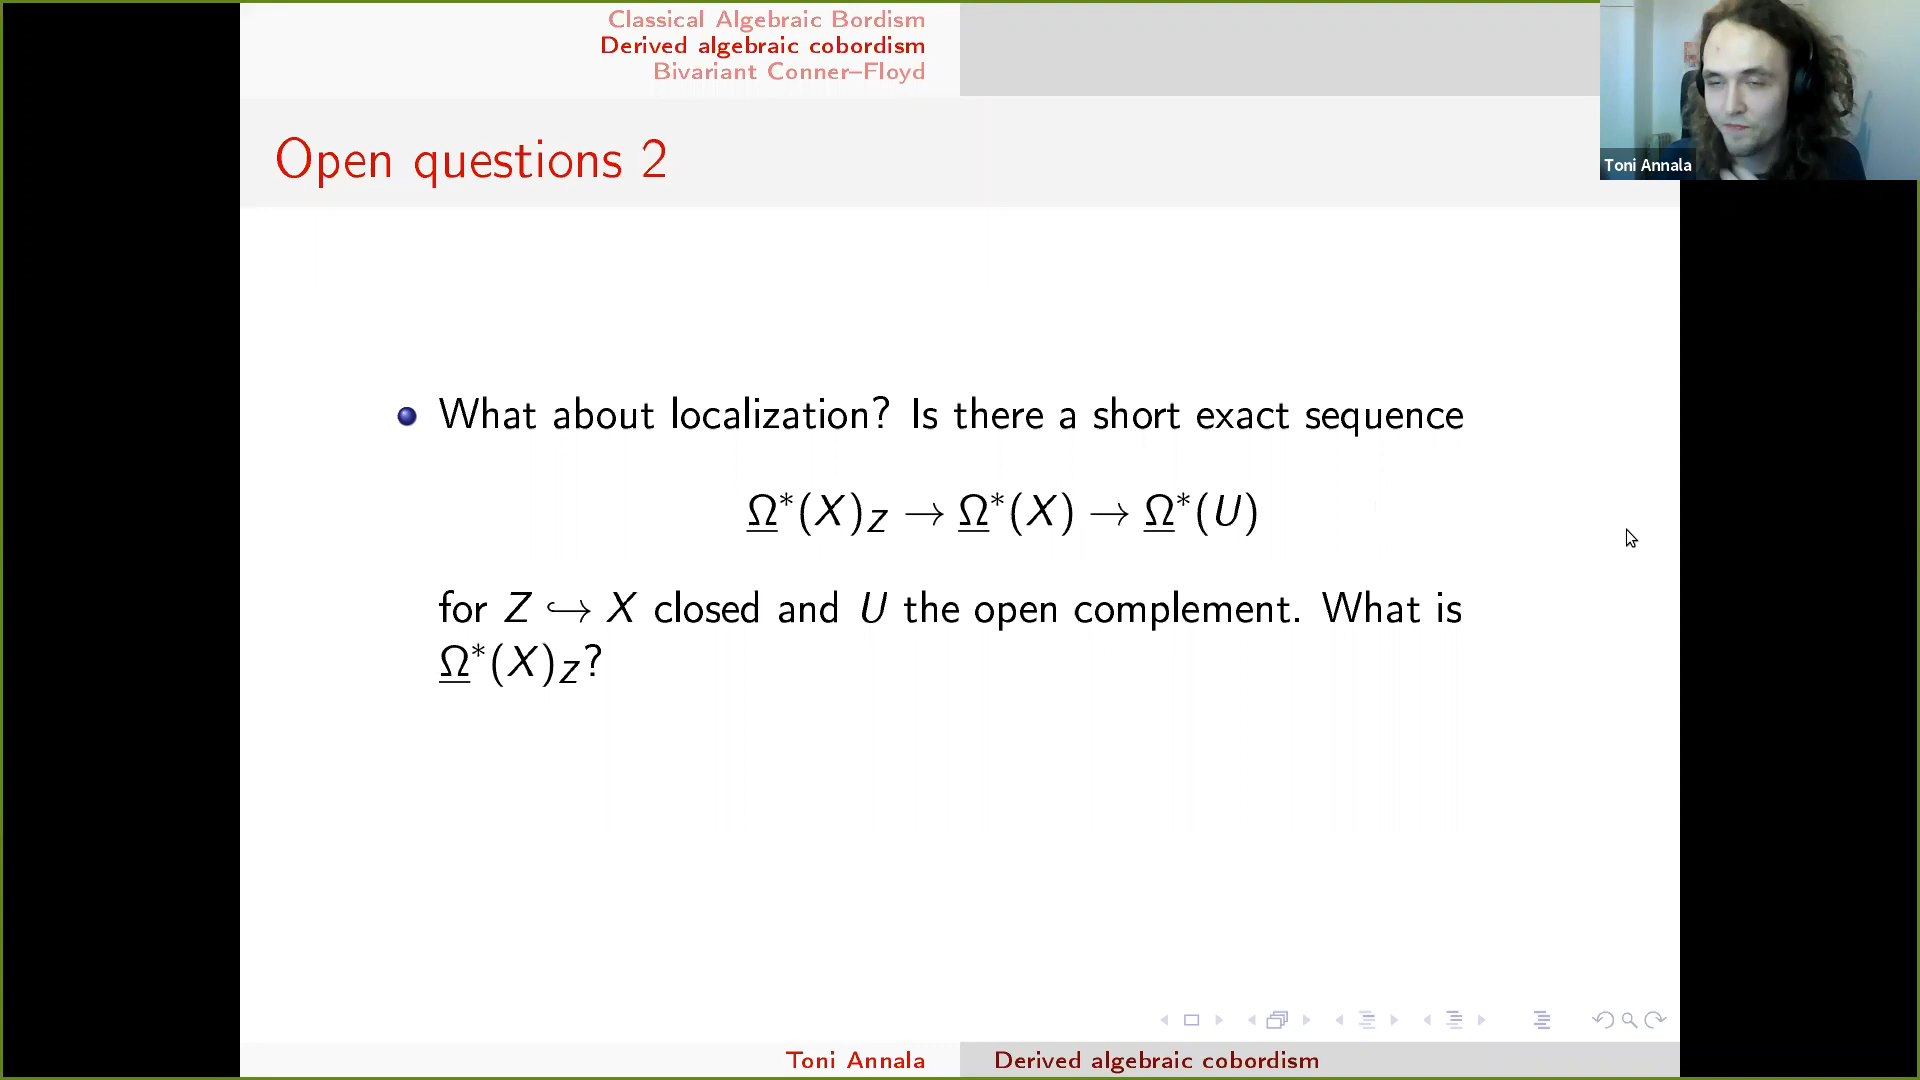 Classical Algebraic Bordism
Derived algebraic cobordism
Bivariant Conner–Floyd
Toni Annala
Open questions 2
What about localization? Is there a short exact sequence
Ω̲*(X)_Z → Ω̲*(X) → Ω̲*(U)
for Z ↪ X closed and U the open complement. What is
Ω̲*(X)_Z?
Toni Annala
Derived algebraic cobordism